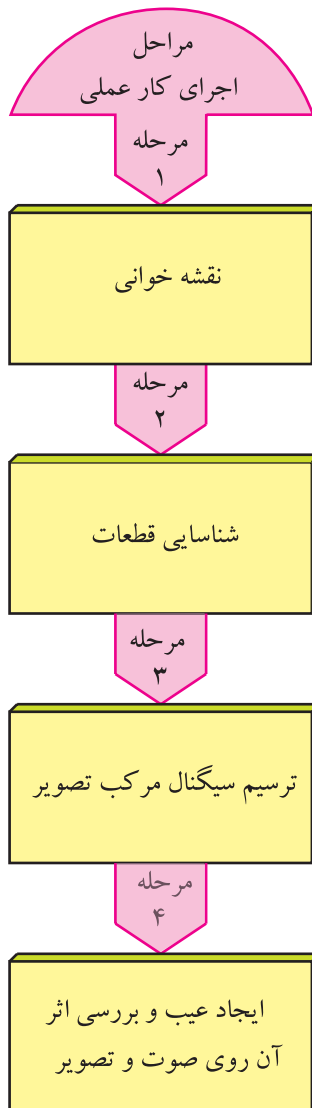 مراحل
اجرای کار عملی
مرحله
۱
نقشه خوانی
مرحله
۲
شناسایی قطعات
مرحله
۳
ترسیم سیگنال مرکب تصویر
مرحله
۴
ایجاد عیب و بررسی اثر
آن روی صوت و تصویر